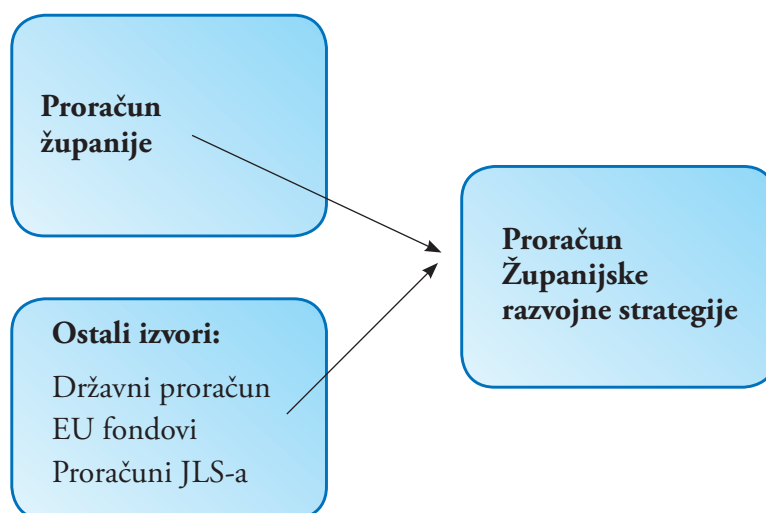 Proračun
županije
Ostali izvori:
Državni proračun
EU fondovi
Proračuni JLS-a
Proračun
Županijske
razvojne strategije